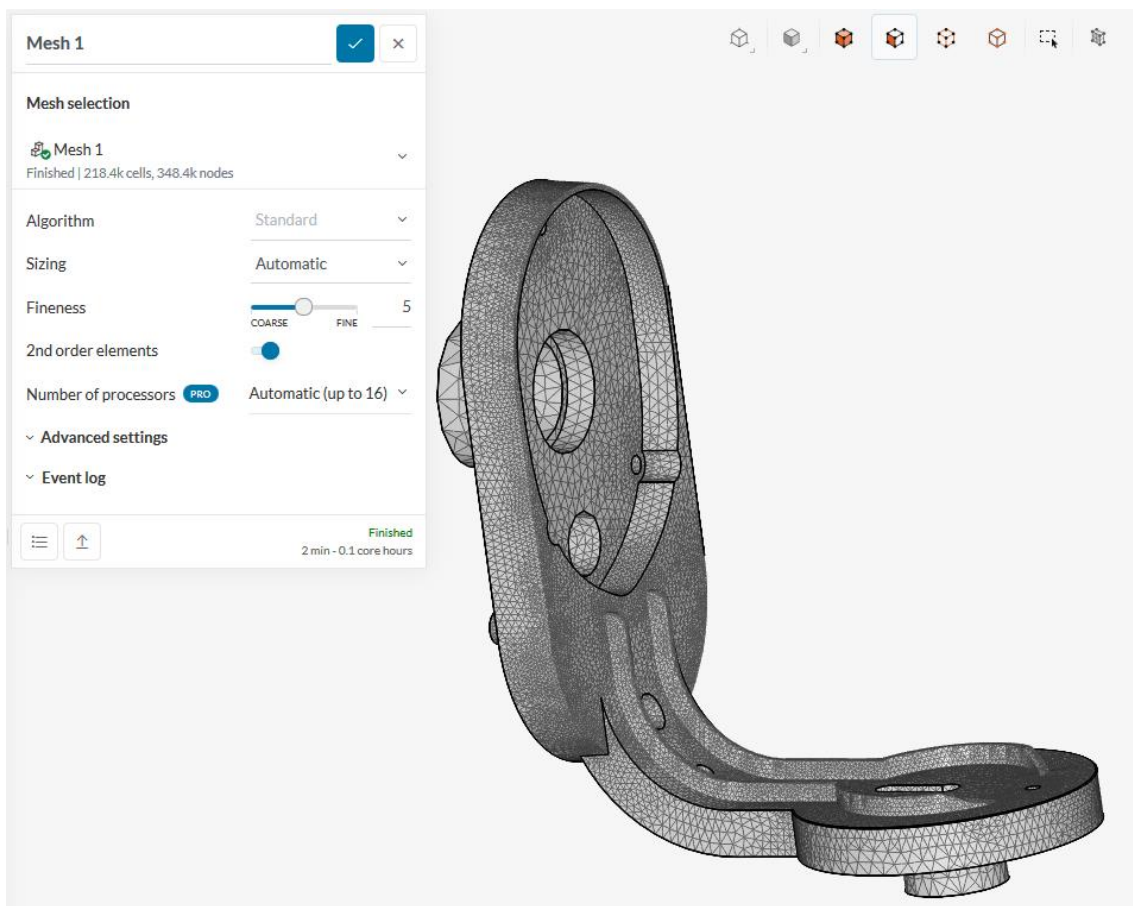 Mesh 1
Mesh selection
Mesh 1
Finished | 218.4k cells, 348.4k nodes
Algorithm Standard
Sizing Automatic
Fineness 5
COARSE FINE
2nd order elements
Number of processors PRO Automatic (up to 16)
Advanced settings
Event log
Finished
2 min - 0.1 core hours